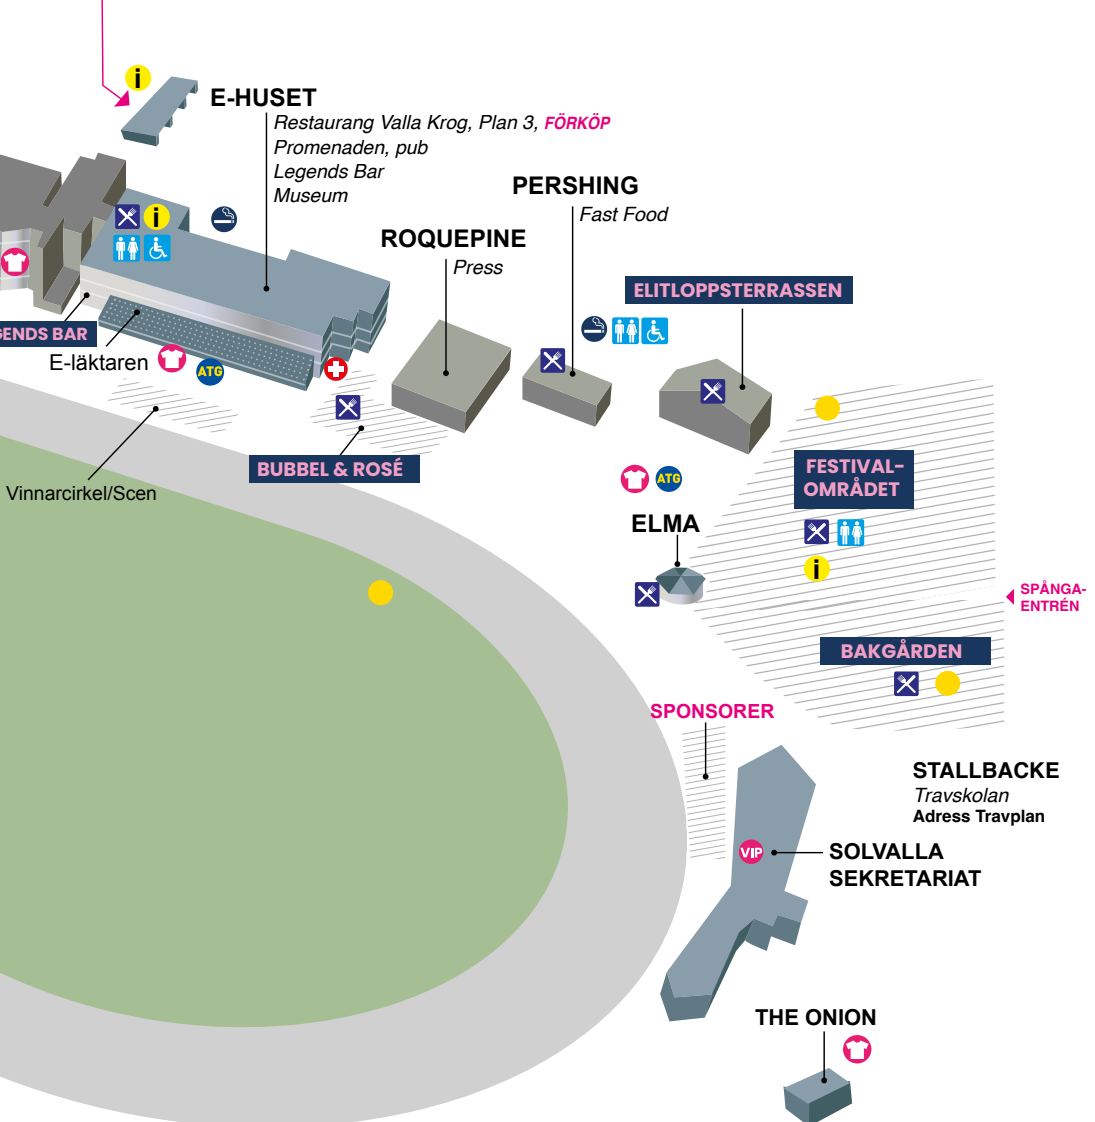 i
E-HUSET
Restaurang Valla Krog, Plan 3, FÖRKÖP
Promenaden, pub
Legends Bar
Museum
PERSHING
Fast Food
i
ROQUEPINE
Press
ELITLOPPSTERRASSEN
GENDS BAR
E-läktaren
ATG
BUBBEL & ROSÉ
Vinnarcirkel/Scen
FESTIVAL-
OMRÅDET
ATG
ELMA
i
SPÅNGA-
ENTRÉN
BAKGÅRDEN
SPONSORER
STALLBACKE
Travskolan
Adress Travplan
VIP
SOLVALLA
SEKRETARIAT
THE ONION